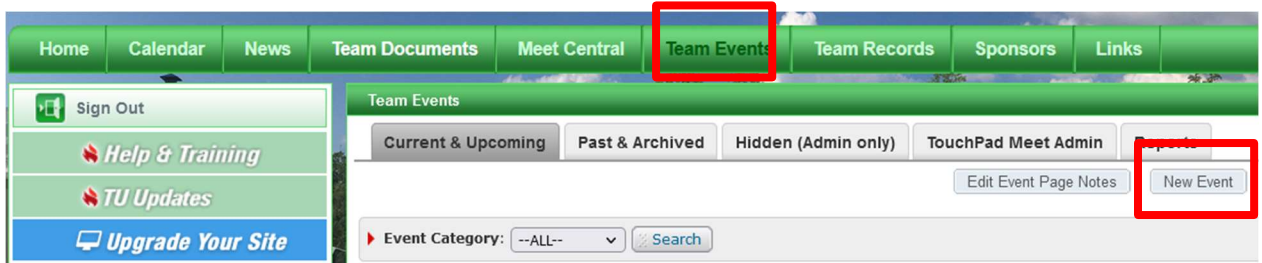 Home Calendar News Team Documents Meet Central Team Events Team Records Sponsors Links
Sign Out
Help & Training
TU Updates
Upgrade Your Site
Team Events
Current & Upcoming Past & Archived Hidden (Admin only) TouchPad Meet Admin Reports
Edit Event Page Notes New Event
Event Category: --ALL-- Search